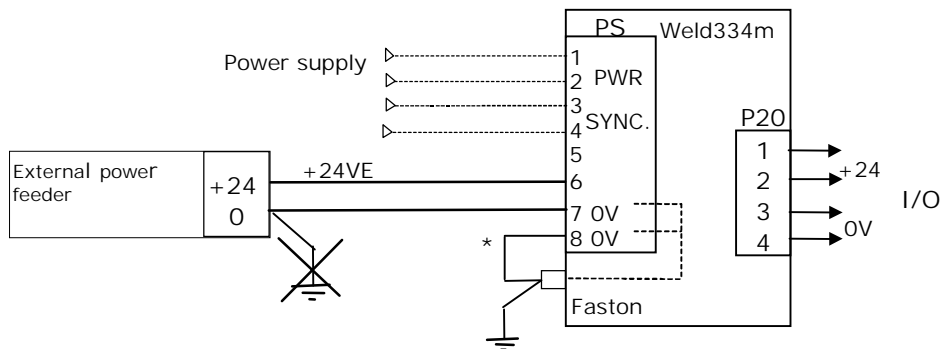 PS Weld334m
Power supply
1
2 PWR
3
SYNC.
4
5
6
7 0V
8 0V
P20
1
2
3
4
+24
0V
I/O
External power
feeder
+24
0
+24VE
*
Faston